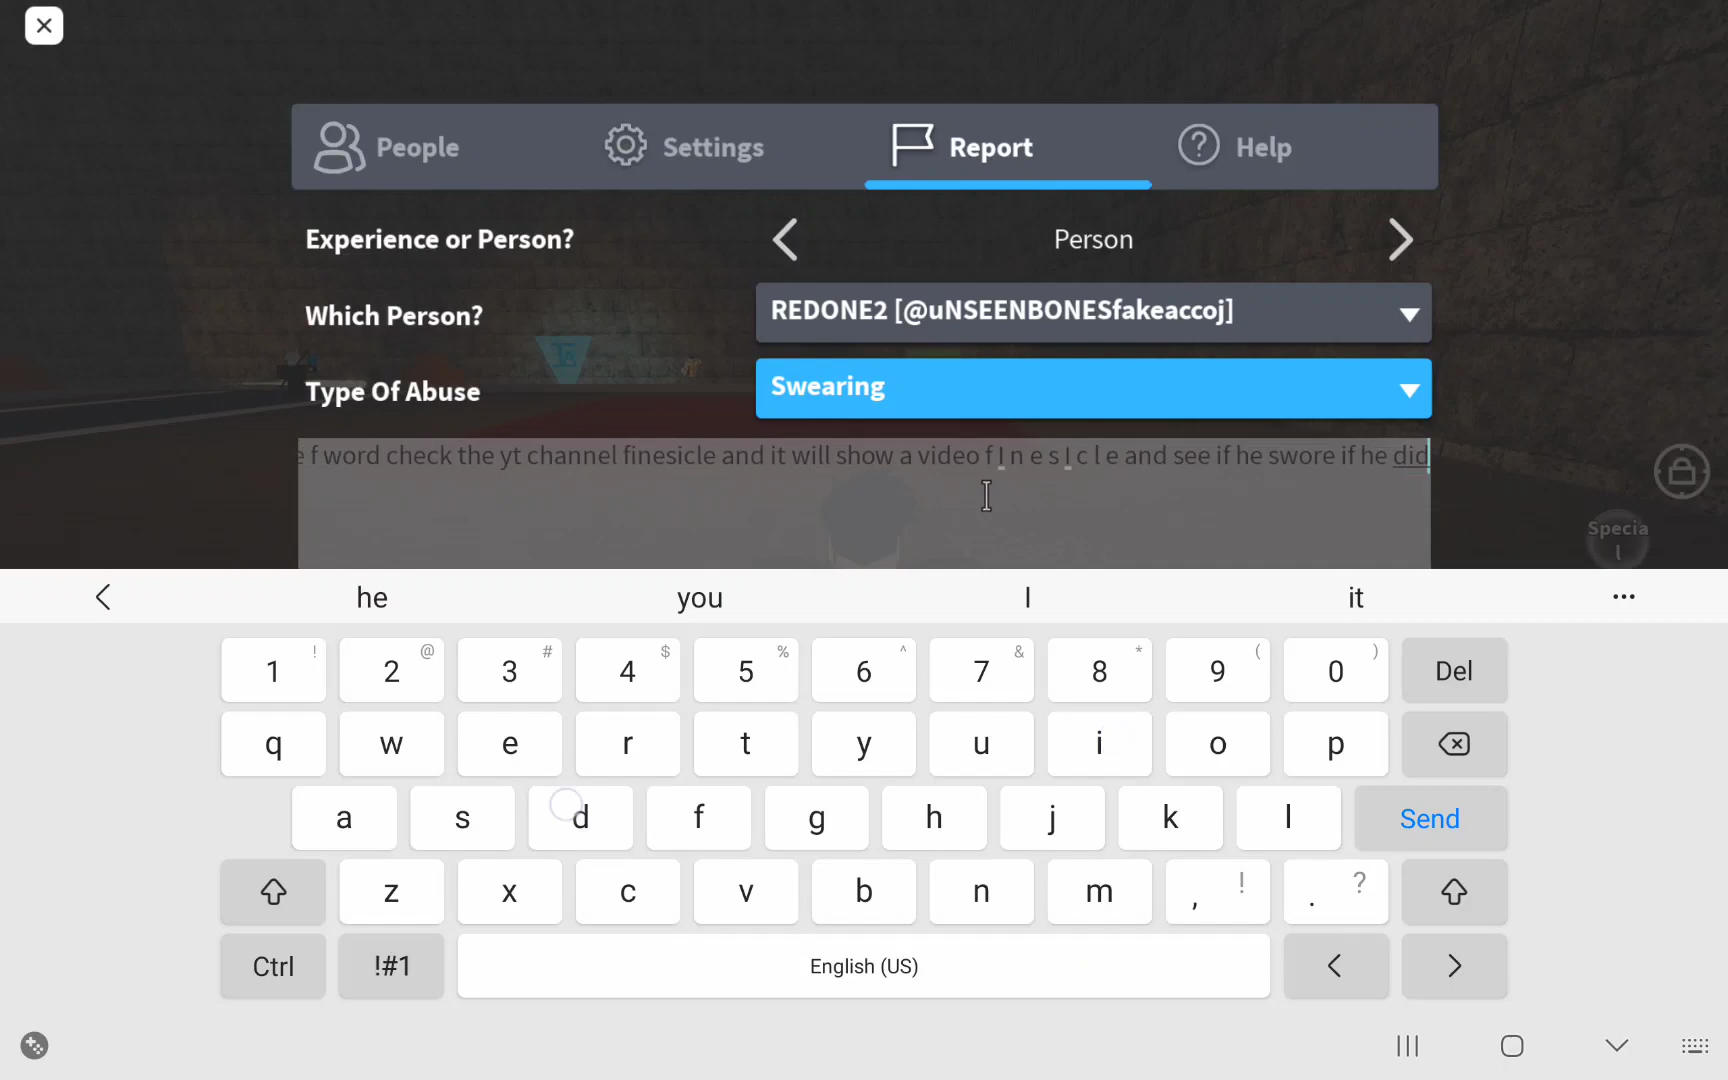 People Settings Report Help
Experience or Person? Person
Which Person? REDONE2 [@uNSEENBONESfakeaccoj]
Type Of Abuse Swearing
e f word check the yt channel finesicle and it will show a video f I n e s I c l e and see if he swore if he did
Specia
l
he you I it ...
1 ! 2 @ 3 # 4 $ 5 % 6 ^ 7 & 8 * 9 ( 0 ) Del
q w e r t y u i o p
a s d f g h j k l Send
z x c v b n m , ! . ?
Ctrl !#1 English (US) < >